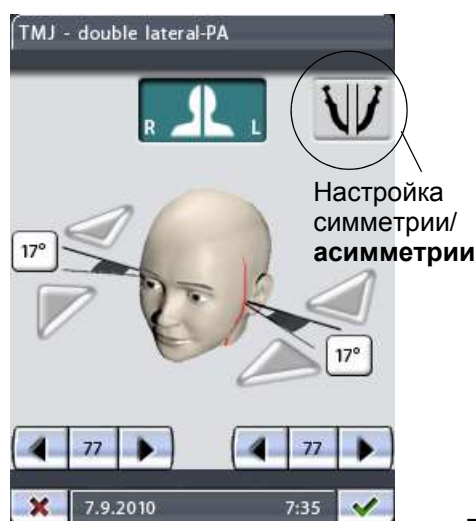 TMJ - double lateral-PA
R L
Настройка
симметрии/
асимметрии
17°
17°
77 77
7.9.2010 7:35